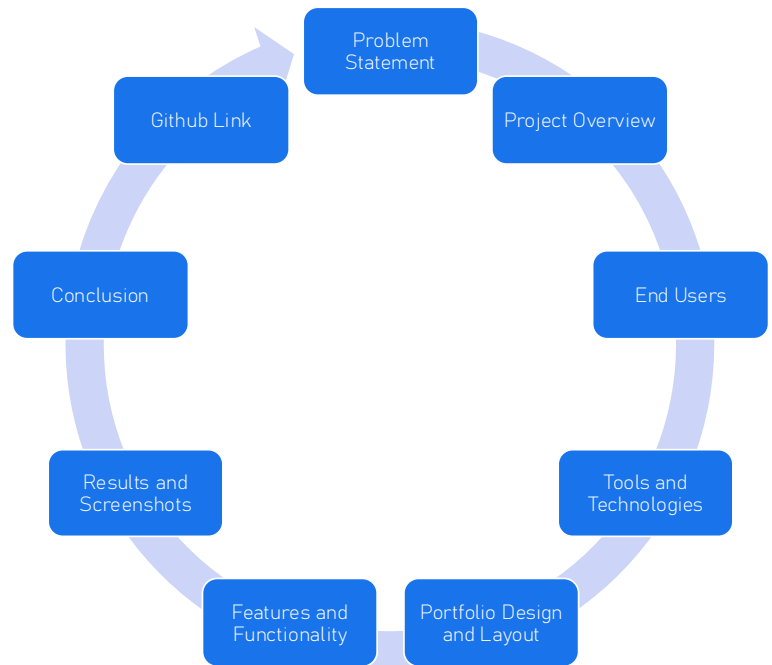 Problem
Statement
Project Overview
End Users
Tools and
Technologies
Portfolio Design
and Layout
Features and
Functionality
Results and
Screenshots
Conclusion
Github Link